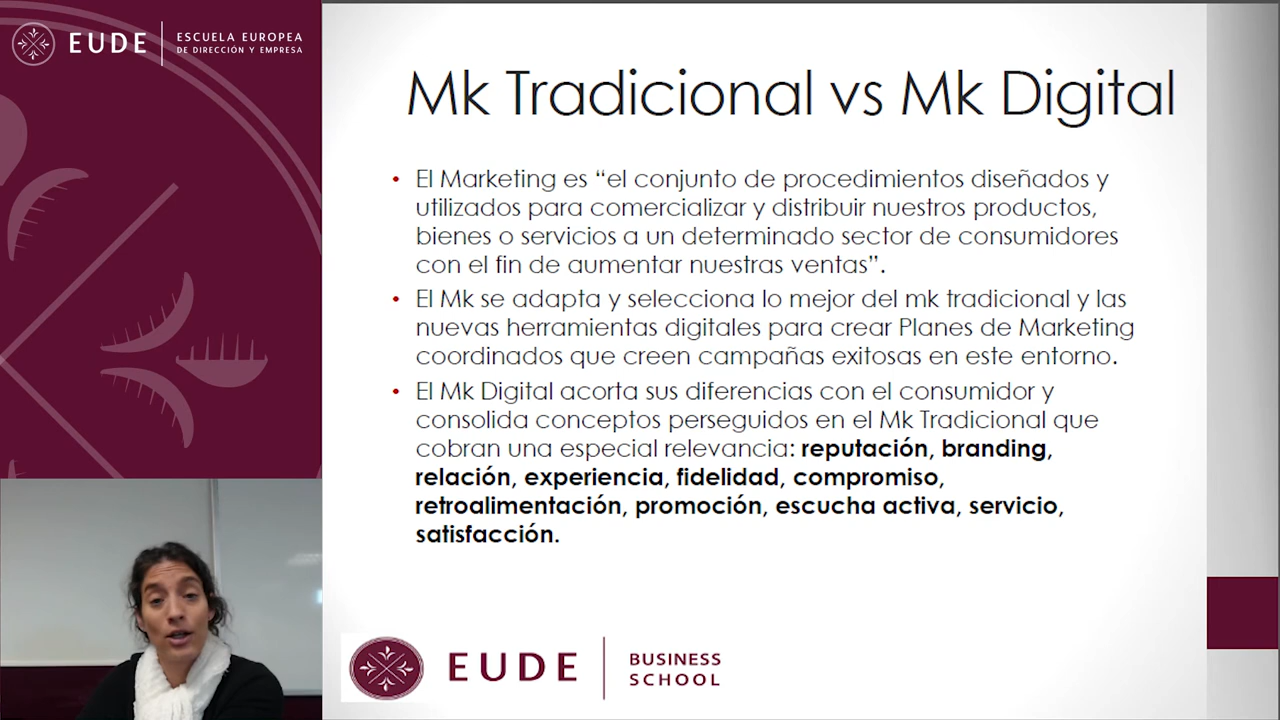 EUDE
ESCUELA EUROPEA
DE DIRECCIÓN Y EMPRESA
Mk Tradicional vs Mk Digital
• El Marketing es “el conjunto de procedimientos diseñados y
utilizados para comercializar y distribuir nuestros productos,
bienes o servicios a un determinado sector de consumidores
con el fin de aumentar nuestras ventas”.
• El Mk se adapta y selecciona lo mejor del mk tradicional y las
nuevas herramientas digitales para crear Planes de Marketing
coordinados que creen campañas exitosas en este entorno.
• El Mk Digital acorta sus diferencias con el consumidor y
consolida conceptos perseguidos en el Mk Tradicional que
cobran una especial relevancia: reputación, branding,
relación, experiencia, fidelidad, compromiso,
retroalimentación, promoción, escucha activa, servicio,
satisfacción.
EUDE
BUSINESS
SCHOOL